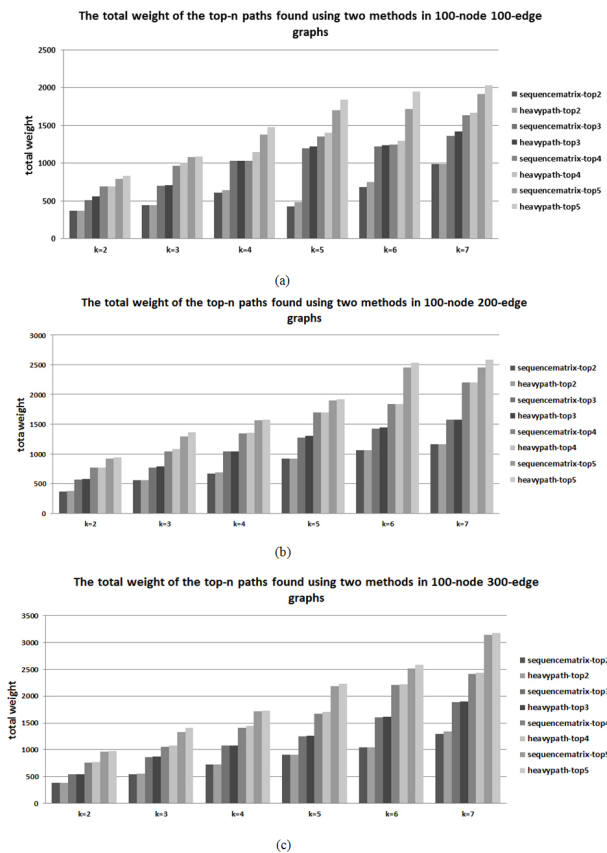 The total weight of the top-n paths found using two methods in 100-node 100-edge
graphs
total weight
2500
2000
1500
1000
500
0
k=2
k=3
k=4
k=5
k=6
k=7
sequencematrix-top2
heavypath-top2
sequencematrix-top3
heavypath-top3
sequencematrix-top4
heavypath-top4
sequencematrix-top5
heavypath-top5
(a)
The total weight of the top-n paths found using two methods in 100-node 200-edge
graphs
totaweight
3000
2500
2000
1500
1000
500
0
k=2
k=3
k=4
k=5
k=6
k=7
sequencematrix-top2
heavypath-top2
sequencematrix-top3
heavypath-top3
sequencematrix-top4
heavypath-top4
sequencematrix-top5
heavypath-top5
(b)
The total weight of the top-n paths found using two methods in 100-node 300-edge
graphs
total weight
3500
3000
2500
2000
1500
1000
500
0
k=2
k=3
k=4
k=5
k=6
k=7
sequencematrix-top2
heavypath-top2
sequencematrix-top3
heavypath-top3
sequencematrix-top4
heavypath-top4
sequencematrix-top5
heavypath-top5
(c)